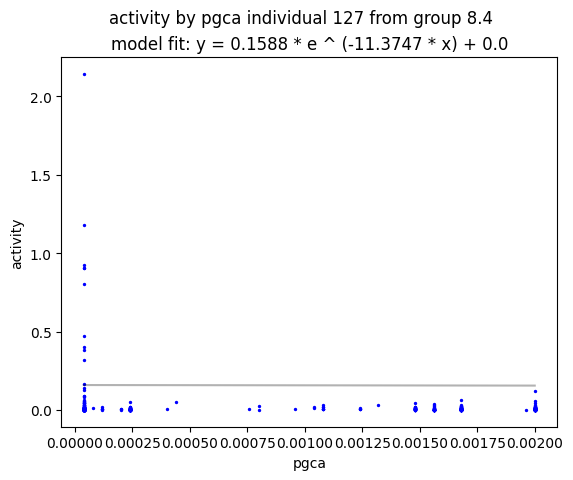 activity by pgca individual 127 from group 8.4
model fit: y = 0.1588 * e ^ (-11.3747 * x) + 0.0
2.0
1.5
1.0
0.5
0.0
activity
0.00000 0.00025 0.00050 0.00075 0.00100 0.00125 0.00150 0.00175 0.00200
pgca